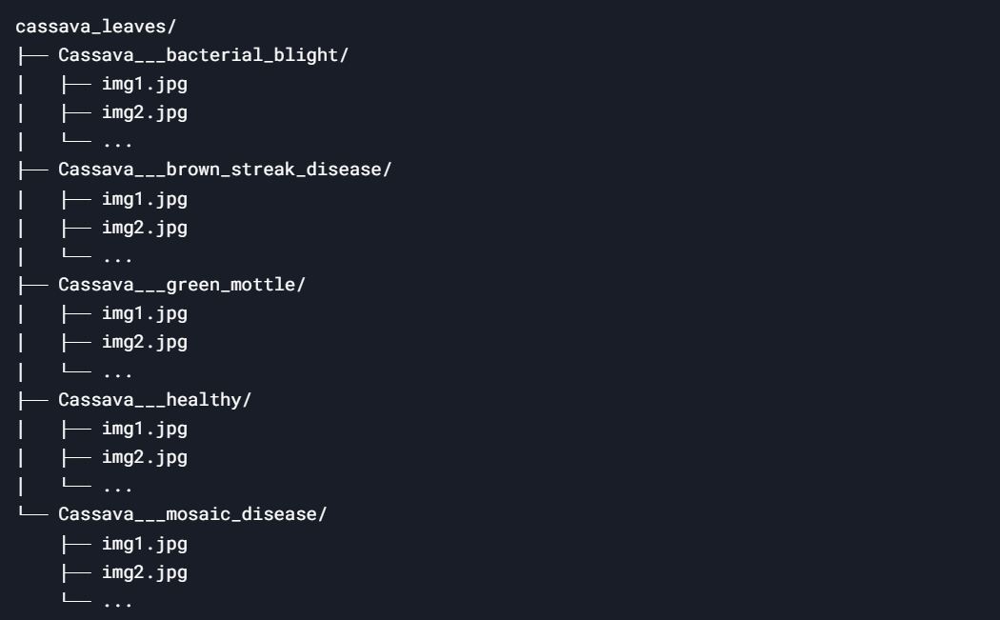 cassava_leaves/
├── Cassava___bacterial_blight/
│   ├── img1.jpg
│   ├── img2.jpg
│   └── ...
├── Cassava___brown_streak_disease/
│   ├── img1.jpg
│   ├── img2.jpg
│   └── ...
├── Cassava___green_mottle/
│   ├── img1.jpg
│   ├── img2.jpg
│   └── ...
├── Cassava___healthy/
│   ├── img1.jpg
│   ├── img2.jpg
│   └── ...
└── Cassava___mosaic_disease/
    ├── img1.jpg
    ├── img2.jpg
    └── ...